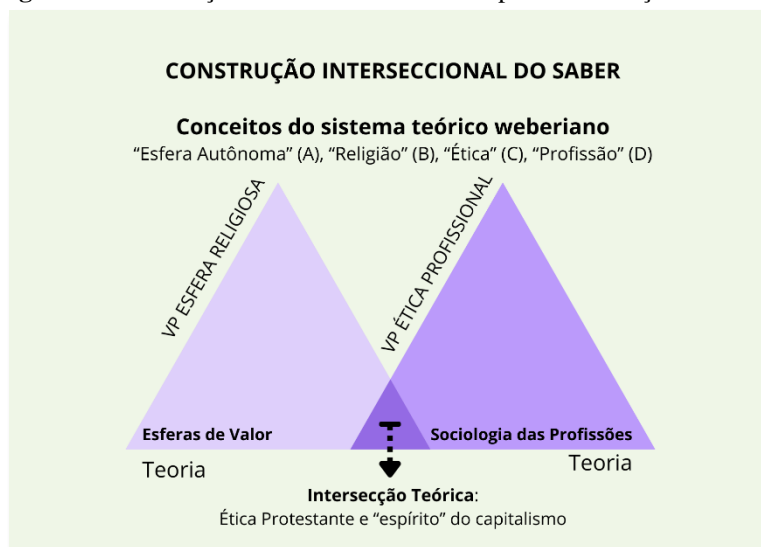 CONSTRUÇÃO INTERSECCIONAL DO SABER
Conceitos do sistema teórico weberiano
“Esfera Autônoma” (A), “Religião” (B), “Ética” (C), “Profissão” (D)
VP ESFERA RELIGIOSA
VP ÉTICA PROFISSIONAL
Esferas de Valor
Sociologia das Profissões
Teoria
Teoria
Intersecção Teórica:
Ética Protestante e “espírito” do capitalismo